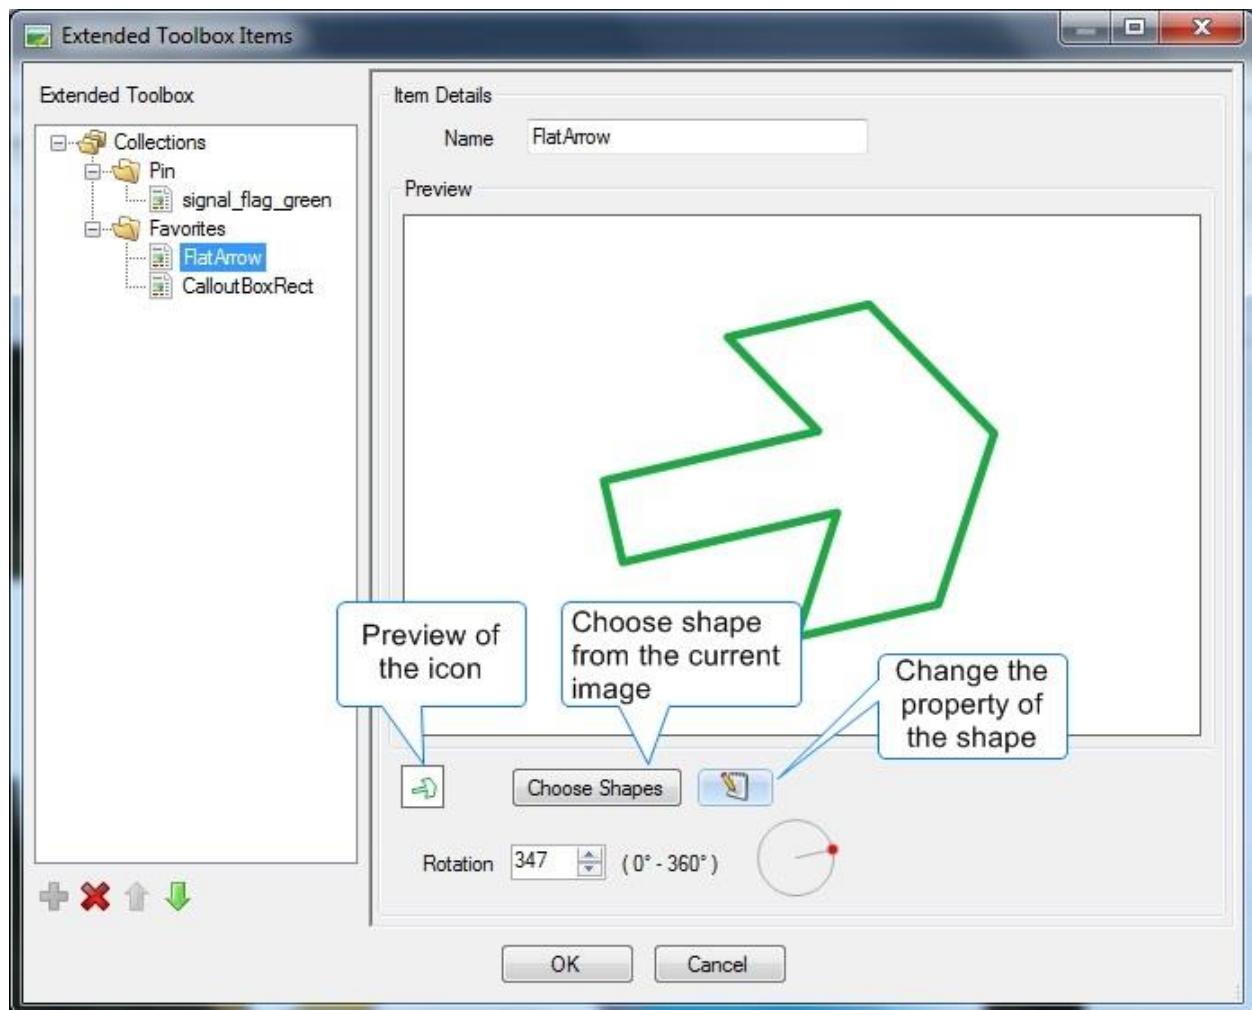 Extended Toolbox Items
Extended Toolbox
Collections
Pin
signal_flag_green
Favorites
FlatArrow
CalloutBoxRect
Item Details
Name FlatArrow
Preview
Preview of
the icon
Choose shape
from the current
image
Change the
property of
the shape
Choose Shapes
Rotation 347 ( 0° - 360° )
OK Cancel